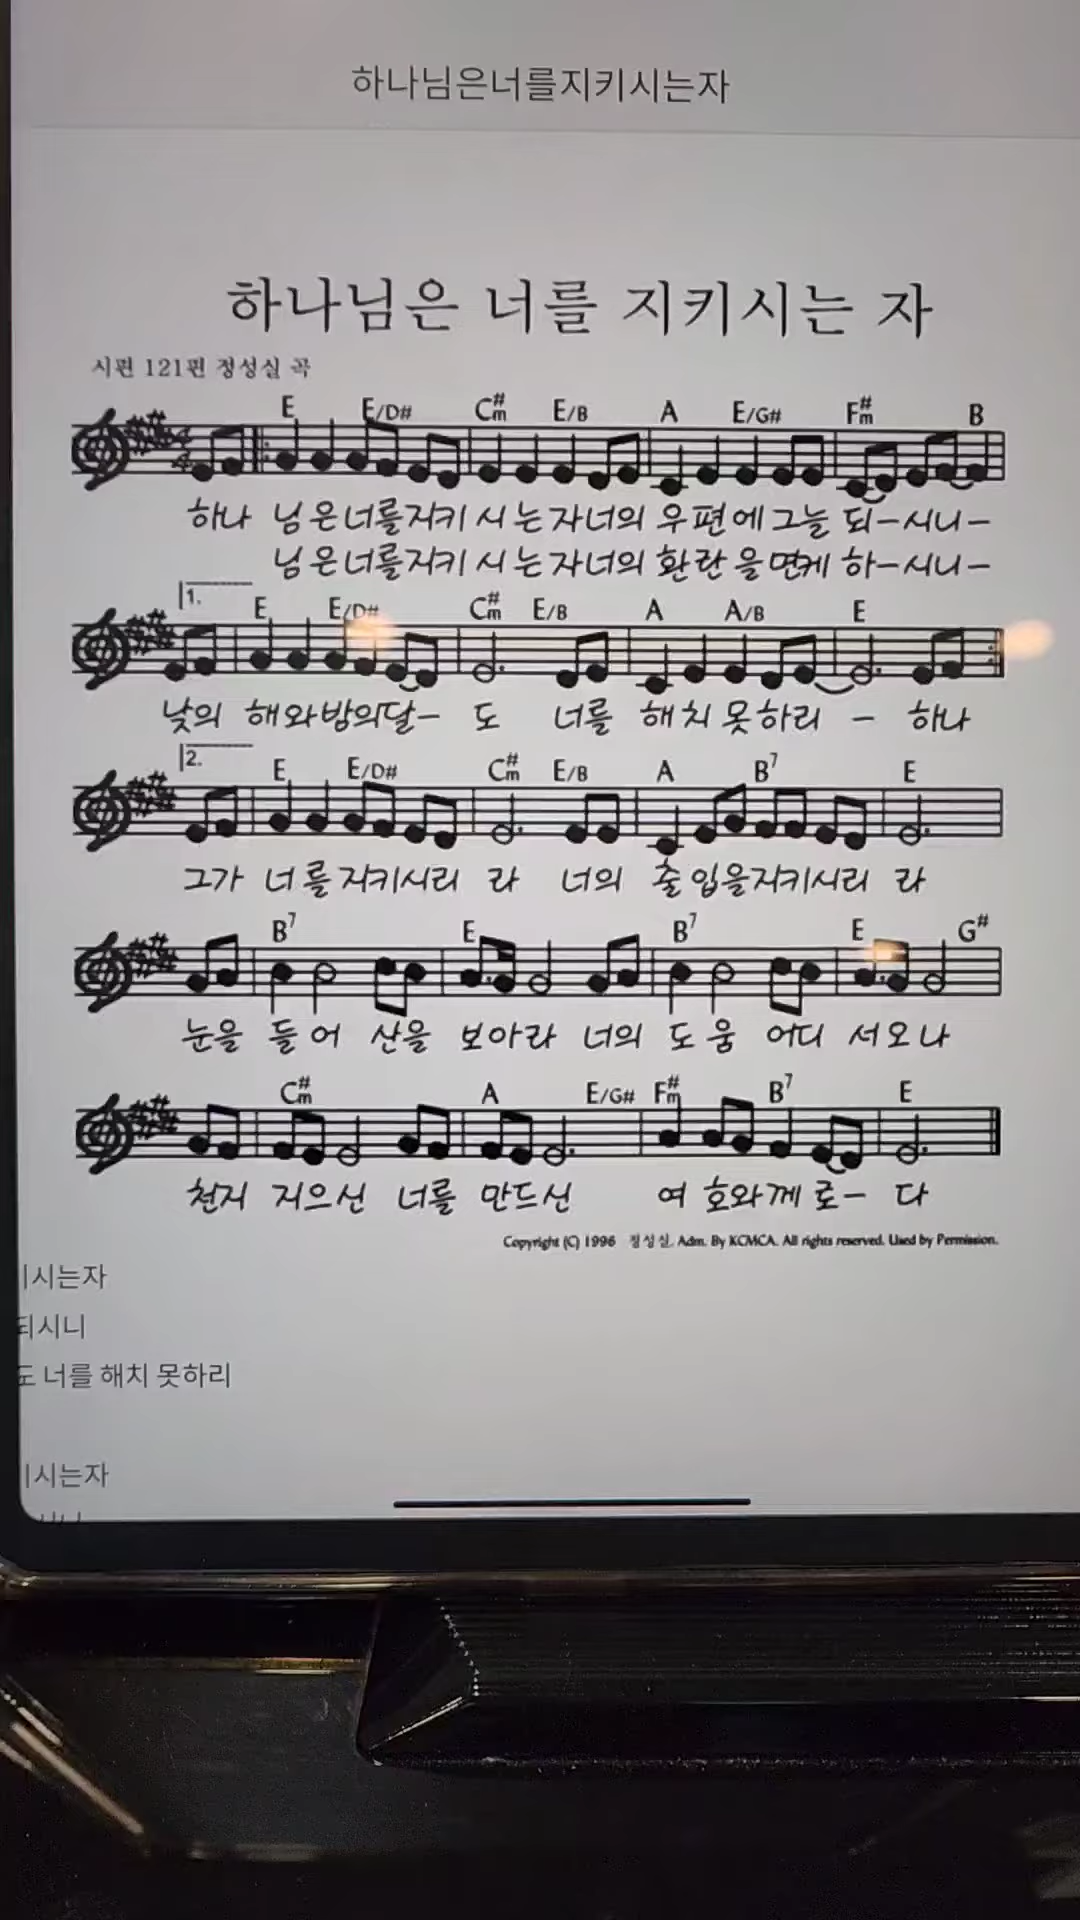 하나님은너를지키시는자
하나님은 너를 지키시는 자
시편 121편 정성실 곡
E E/D# C#m E/B A E/G# F#m B
하나 님은너를지키 시는자너의 우편에그늘 되-시니-
님은너를지키 시는자너의 환란을면케 하-시니-
1. E E/D# C#m E/B A A/B E
낮의 해와밤의달- 도 너를 해치못하리 - 하나
2. E E/D# C#m E/B A B7 E
그가 너를지키시리 라 너의 출입을지키시리 라
B7 E B7 E G#
눈을 들어 산을 보아라 너의 도움 어디 서오나
C#m A E/G# F#m B7 E
천지 지으신 너를 만드신 여호와께로- 다
Copyright (C) 1996 정성실. Adm. By KCMCA. All rights reserved. Used by Permission.
시는자
되시니
도 너를 해치 못하리
시는자